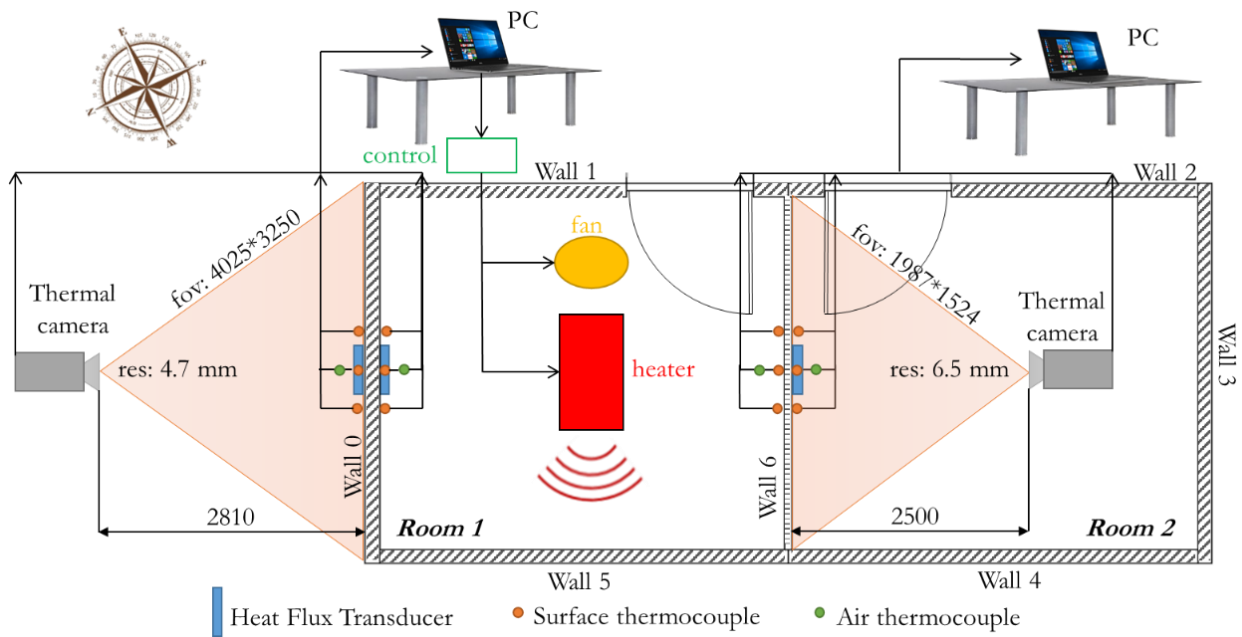 PC
PC
control
Wall 1
Wall 2
fan
fov: 4025*3250
fov: 1987*1524
Thermal
camera
Thermal
camera
res: 4.7 mm
heater
res: 6.5 mm
Wall 3
Wall 0
Wall 6
2810
Room 1
2500
Room 2
Wall 5
Wall 4
Heat Flux Transducer
Surface thermocouple
Air thermocouple
E
S
N
W